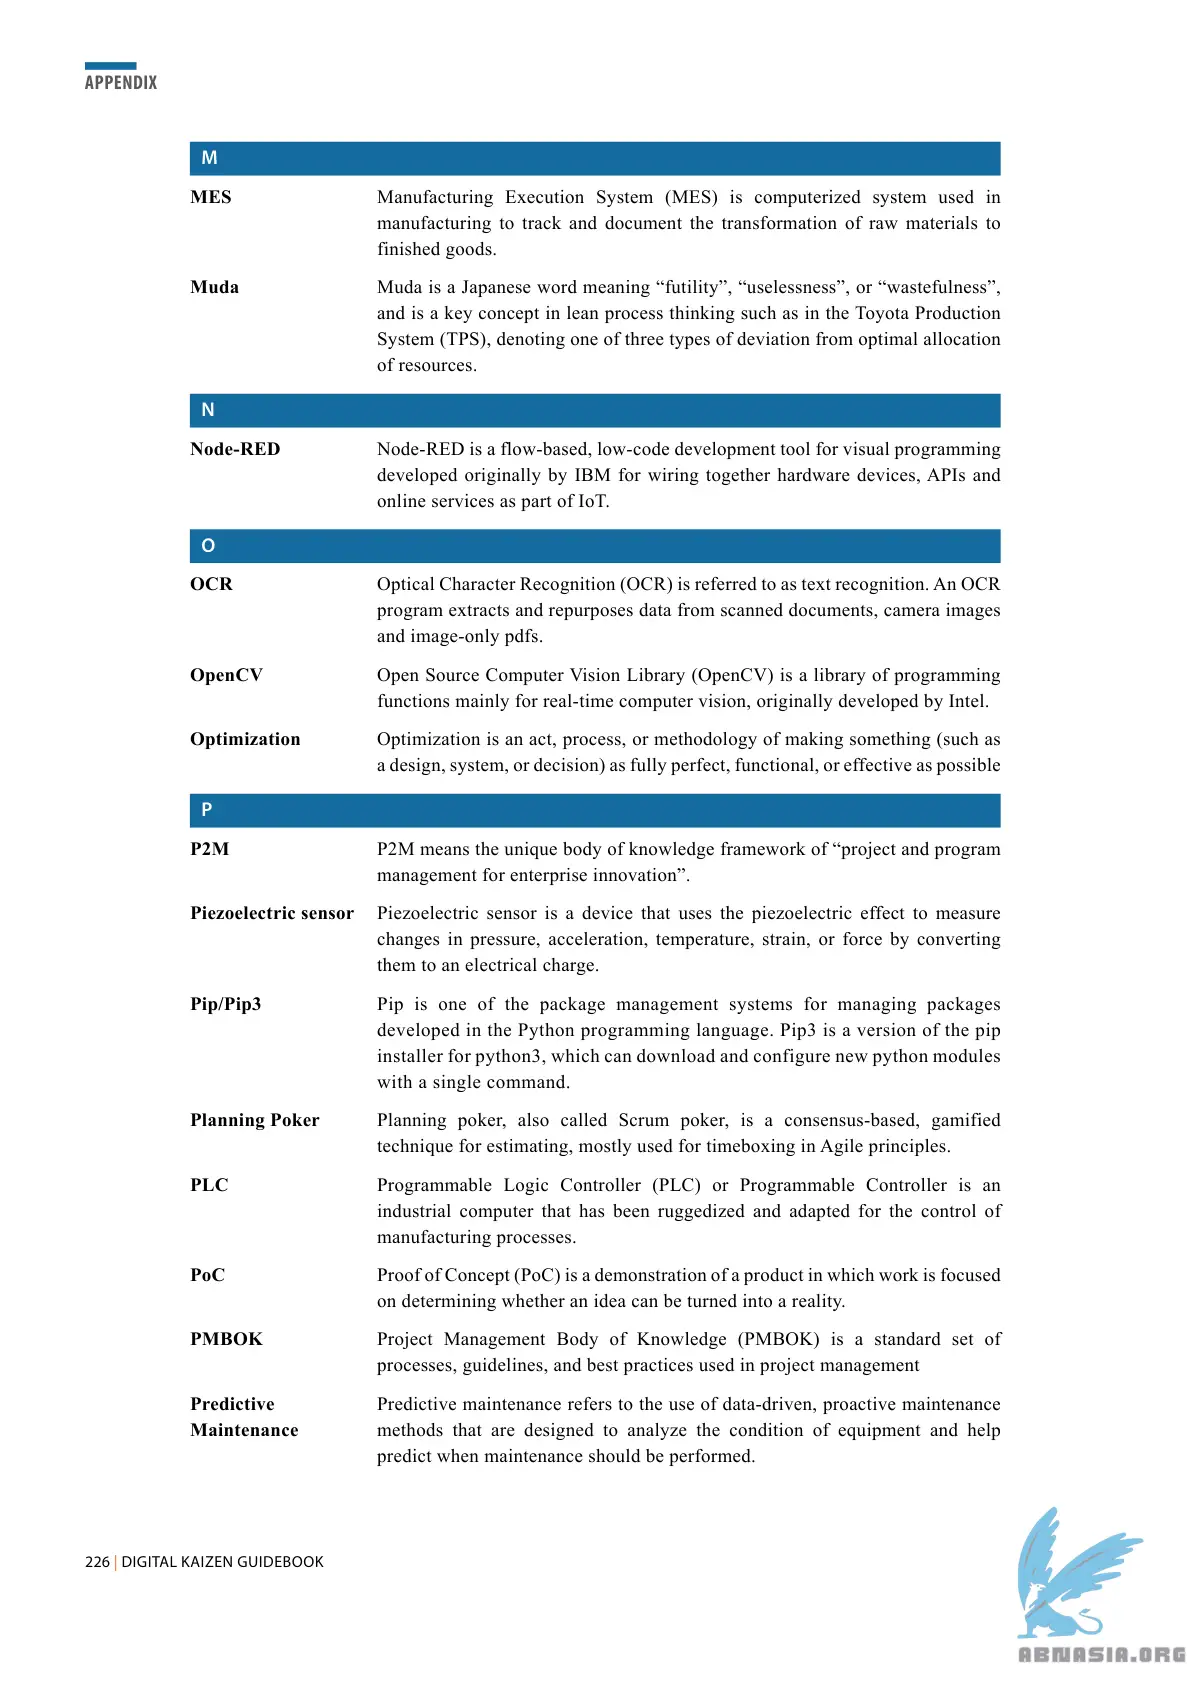 APPENDIX
M
MES
Manufacturing Execution System (MES) is computerized system used in
manufacturing to track and document the transformation of raw materials to
finished goods.
Muda
Muda is a Japanese word meaning “futility”, “uselessness”, or “wastefulness”,
and is a key concept in lean process thinking such as in the Toyota Production
System (TPS), denoting one of three types of deviation from optimal allocation
of resources.
N
Node-RED
Node-RED is a flow-based, low-code development tool for visual programming
developed originally by IBM for wiring together hardware devices, APIs and
online services as part of IoT.
O
OCR
Optical Character Recognition (OCR) is referred to as text recognition. An OCR
program extracts and repurposes data from scanned documents, camera images
and image-only pdfs.
OpenCV
Open Source Computer Vision Library (OpenCV) is a library of programming
functions mainly for real-time computer vision, originally developed by Intel.
Optimization
Optimization is an act, process, or methodology of making something (such as
a design, system, or decision) as fully perfect, functional, or effective as possible
P
P2M
P2M means the unique body of knowledge framework of “project and program
management for enterprise innovation”.
Piezoelectric sensor
Piezoelectric sensor is a device that uses the piezoelectric effect to measure
changes in pressure, acceleration, temperature, strain, or force by converting
them to an electrical charge.
Pip/Pip3
Pip is one of the package management systems for managing packages
developed in the Python programming language. Pip3 is a version of the pip
installer for python3, which can download and configure new python modules
with a single command.
Planning Poker
Planning poker, also called Scrum poker, is a consensus-based, gamified
technique for estimating, mostly used for timeboxing in Agile principles.
PLC
Programmable Logic Controller (PLC) or Programmable Controller is an
industrial computer that has been ruggedized and adapted for the control of
manufacturing processes.
PoC
Proof of Concept (PoC) is a demonstration of a product in which work is focused
on determining whether an idea can be turned into a reality.
PMBOK
Project Management Body of Knowledge (PMBOK) is a standard set of
processes, guidelines, and best practices used in project management
Predictive
Maintenance
Predictive maintenance refers to the use of data-driven, proactive maintenance
methods that are designed to analyze the condition of equipment and help
predict when maintenance should be performed.
226 | DIGITAL KAIZEN GUIDEBOOK
ABNASIA.ORG